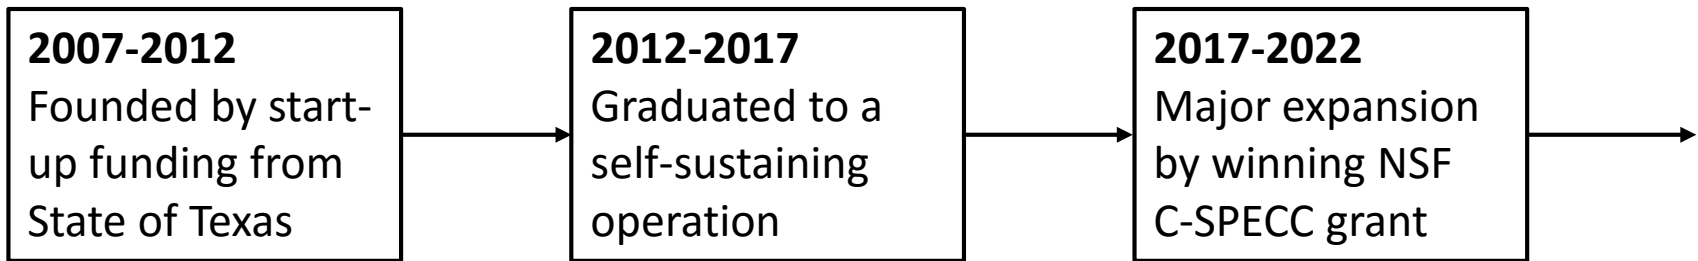 2007-2012
Founded by start-
up funding from
State of Texas
2012-2017
Graduated to a
self-sustaining
operation
2017-2022
Major expansion
by winning NSF
C-SPECC grant